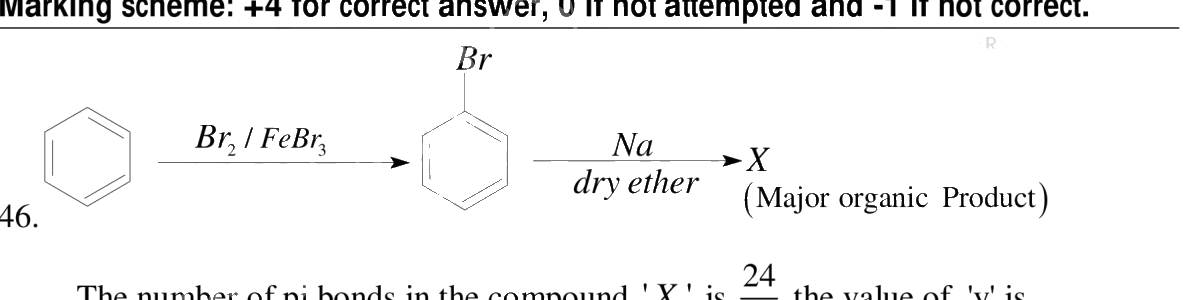 Marking scheme: +4 for correct answer, 0 if not attempted and -1 if not correct.
R
Br
Br₂ / FeBr₃
Na
dry ether
X
(Major organic Product)
46.
The number of pi bonds in the compound 'X' is 24 the value of 'y' is